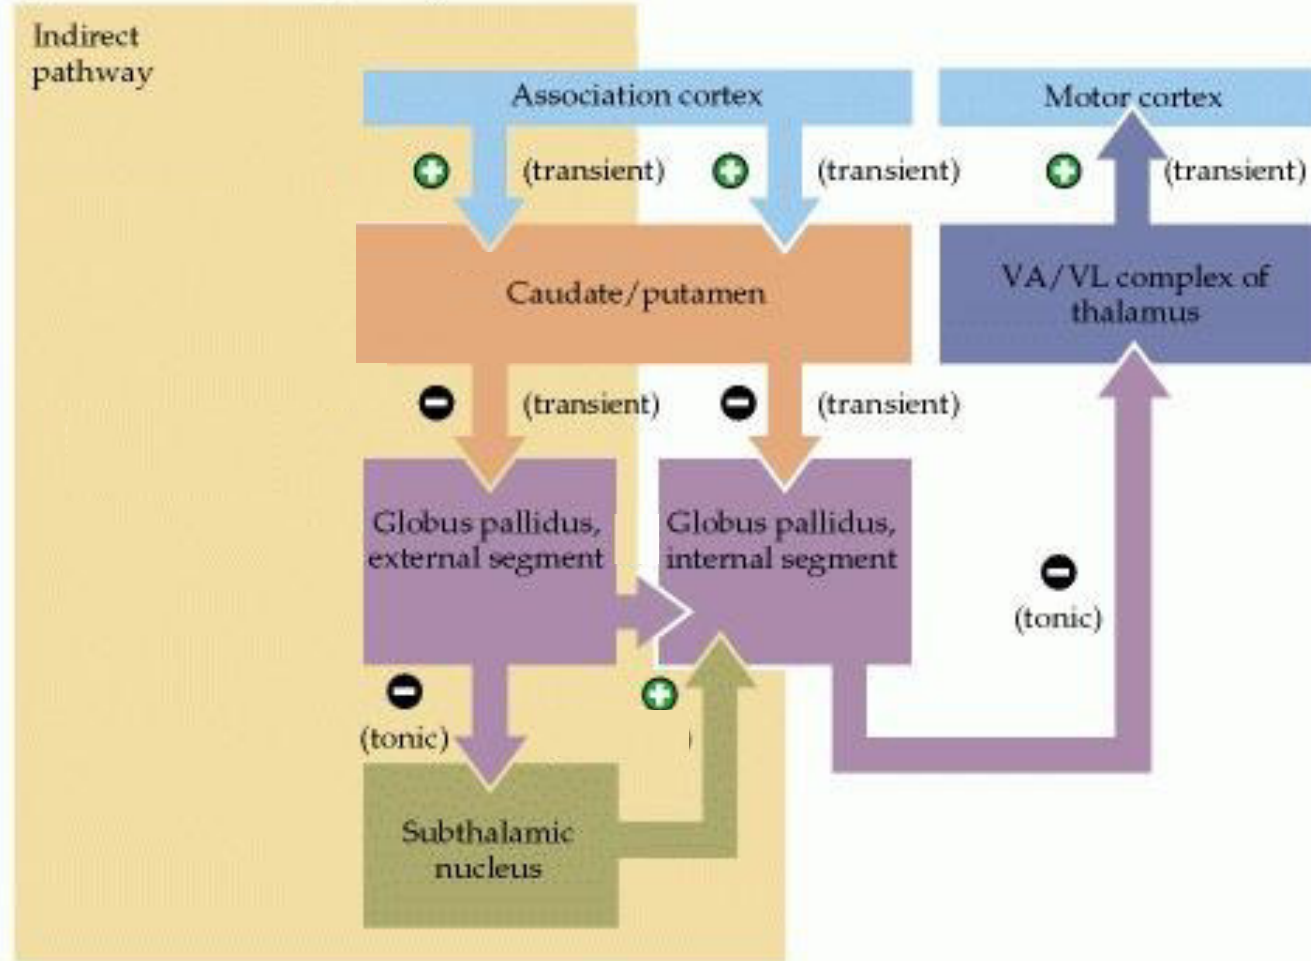 Indirect
pathway
Association cortex
Motor cortex
(transient)
(transient)
(transient)
Caudate/putamen
VA/VL complex of
thalamus
(transient)
(transient)
Globus pallidus,
external segment
Globus pallidus,
internal segment
(tonic)
(tonic)
)
Subthalamic
nucleus